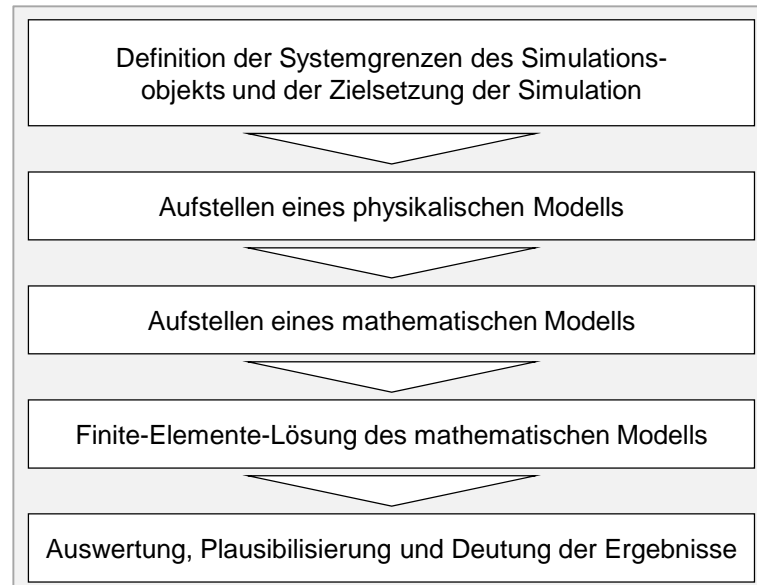 Definition der Systemgrenzen des Simulations-
objekts und der Zielsetzung der Simulation
Aufstellen eines physikalischen Modells
Aufstellen eines mathematischen Modells
Finite-Elemente-Lösung des mathematischen Modells
Auswertung, Plausibilisierung und Deutung der Ergebnisse